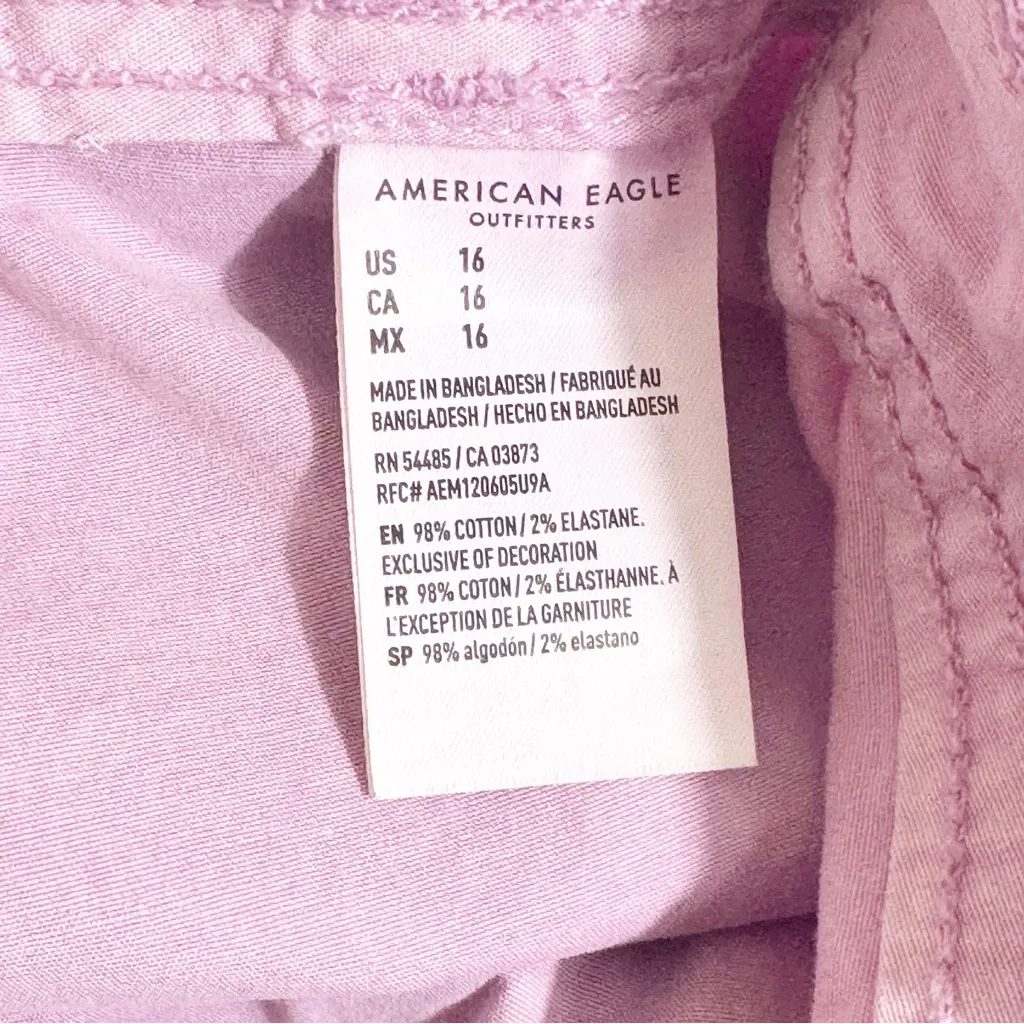 AMERICAN EAGLE
OUTFITTERS
US 16
CA 16
MX 16
MADE IN BANGLADESH / FABRIQUÉ AU
BANGLADESH / HECHO EN BANGLADESH
RN 54485 / CA 03873
RFC# AEM120605U9A
EN 98% COTTON / 2% ELASTANE.
EXCLUSIVE OF DECORATION
FR 98% COTON / 2% ÉLASTHANNE. À
L'EXCEPTION DE LA GARNITURE
SP 98% algodón / 2% elastano